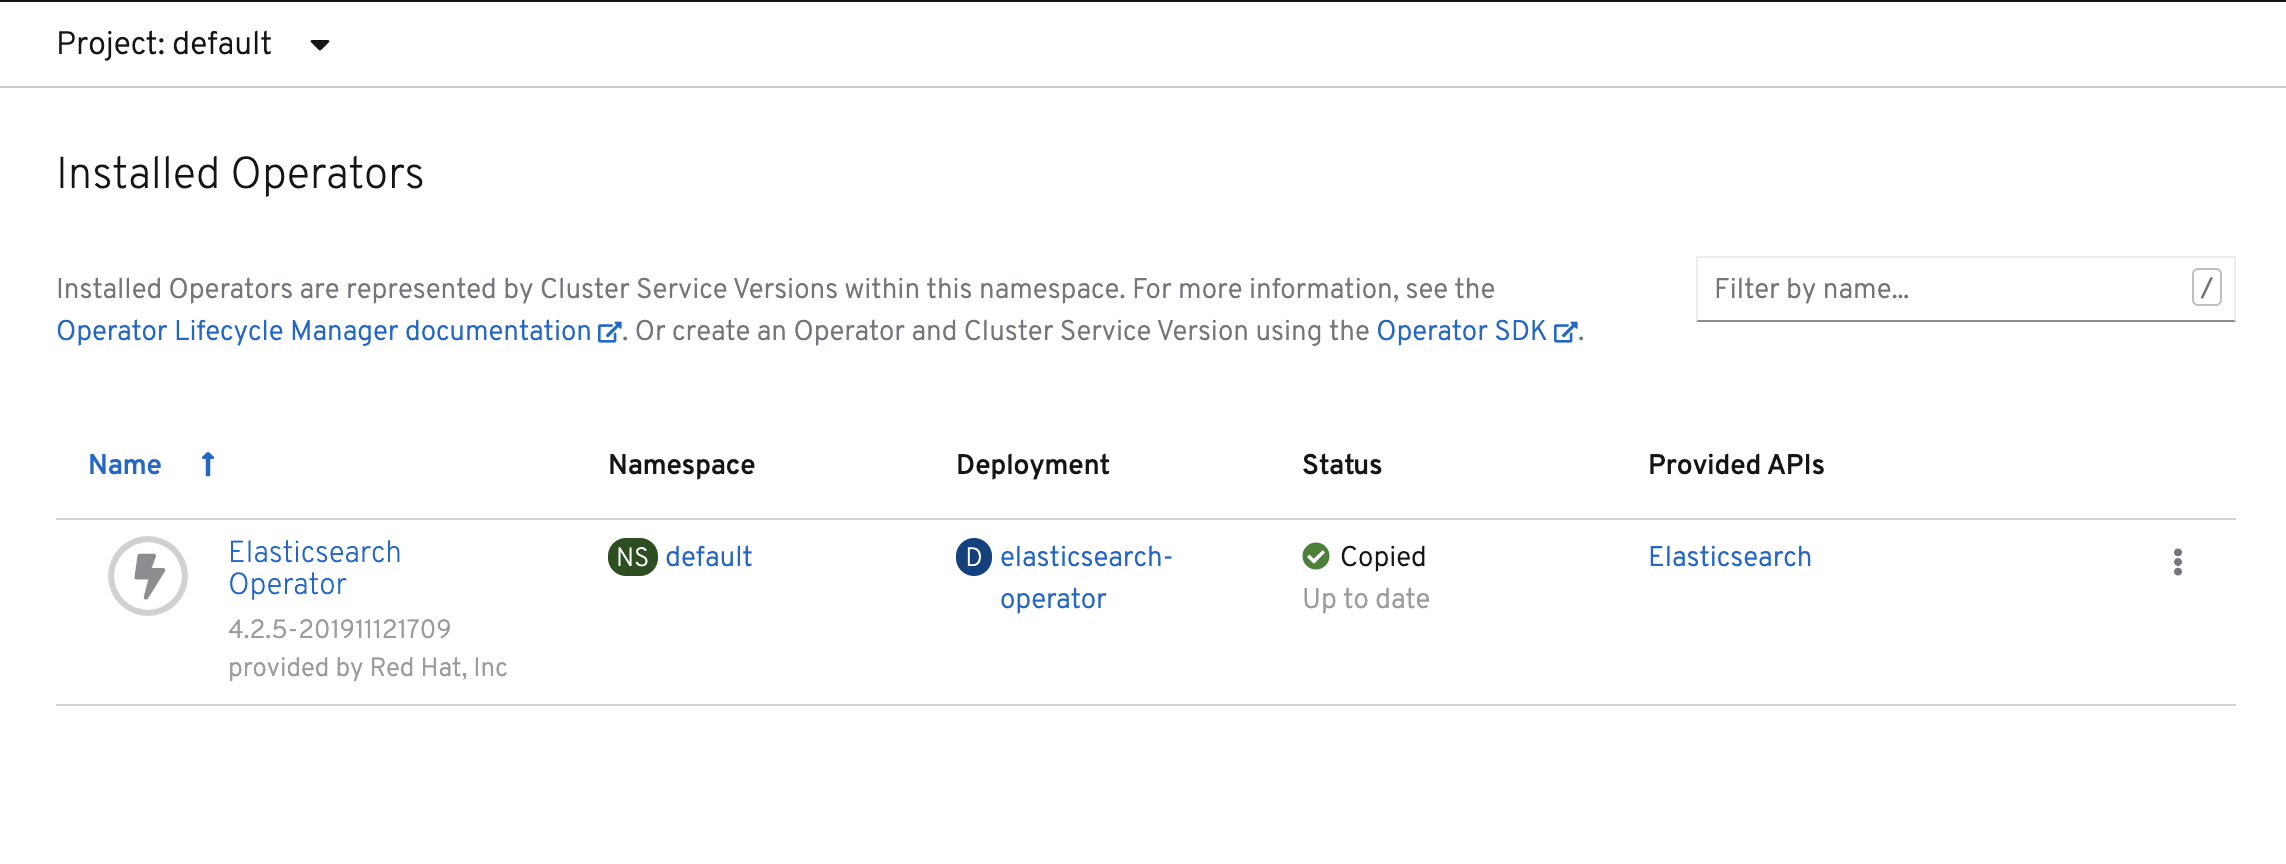 Project: default
Installed Operators
Installed Operators are represented by Cluster Service Versions within this namespace. For more information, see the
Operator Lifecycle Manager documentation. Or create an Operator and Cluster Service Version using the Operator SDK.
Filter by name...
/
Name Namespace Deployment Status Provided APIs
Elasticsearch
Operator
4.2.5-201911121709
provided by Red Hat, Inc
NS default
D elasticsearch-
operator
Copied
Up to date
Elasticsearch